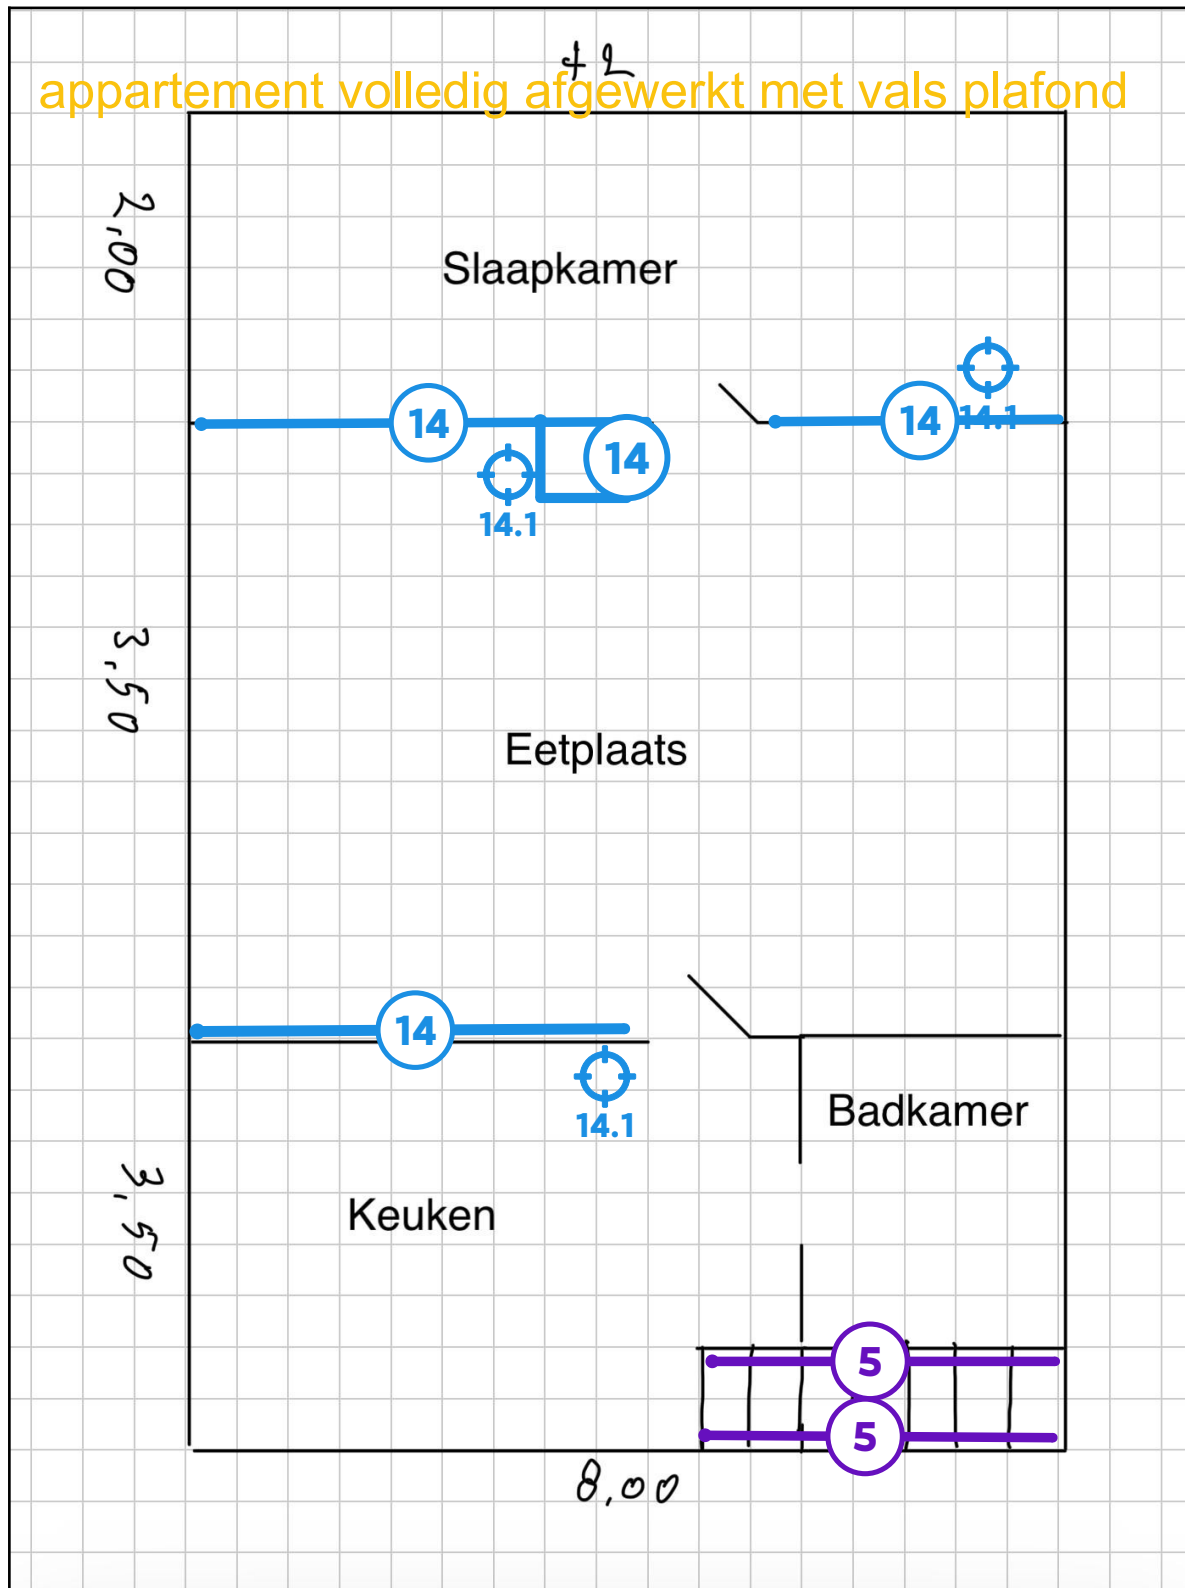 +2
appartement volledig afgewerkt met vals plafond
2,00
Slaapkamer
14
14
14.1
14
14.1
3,50
Eetplaats
14
14.1
Badkamer
3,50
Keuken
5
5
8,00